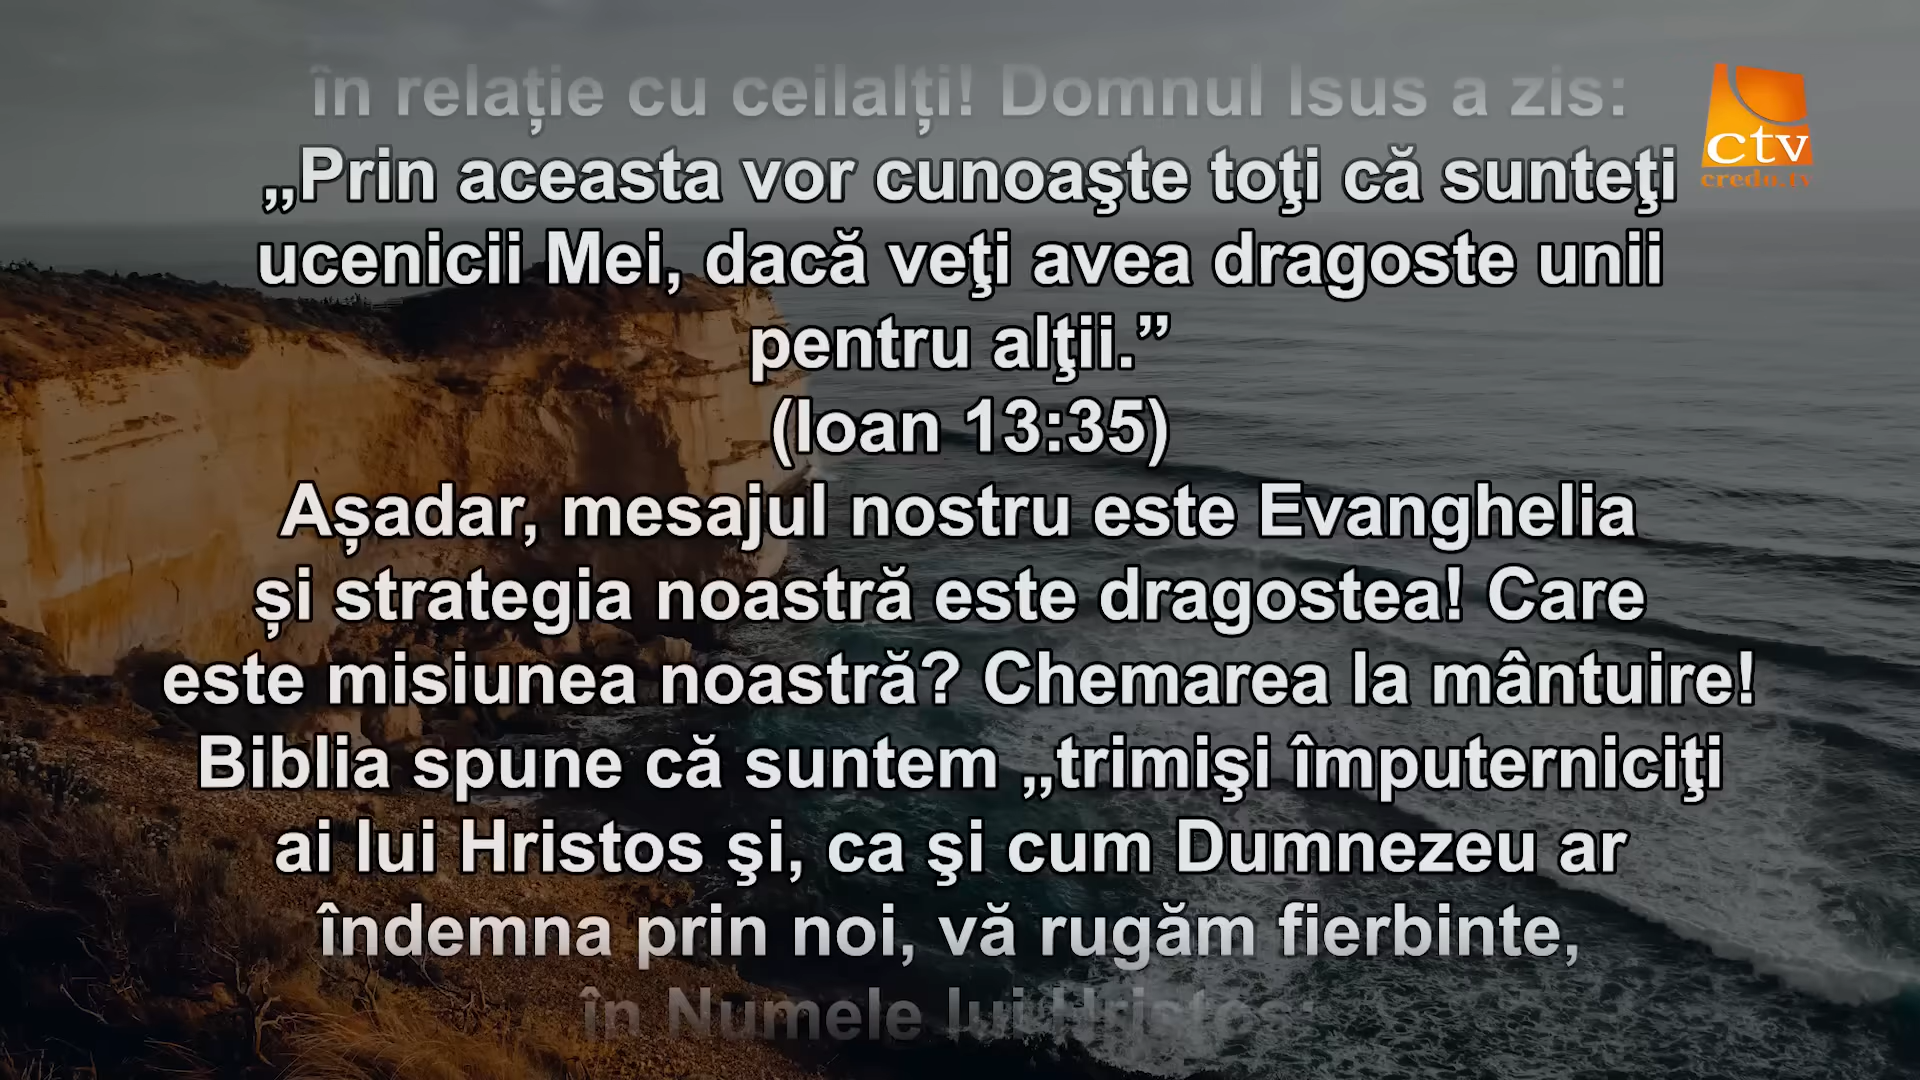 în relație cu ceilalți! Domnul Isus a zis:
„Prin aceasta vor cunoaşte toţi că sunteţi
ucenicii Mei, dacă veţi avea dragoste unii
pentru alţii.”
(Ioan 13:35)
Așadar, mesajul nostru este Evanghelia
și strategia noastră este dragostea! Care
este misiunea noastră? Chemarea la mântuire!
Biblia spune că suntem „trimişi împuterniciţi
ai lui Hristos şi, ca şi cum Dumnezeu ar
îndemna prin noi, vă rugăm fierbinte,
în Numele lui Hristos:
ctv
credo.tv